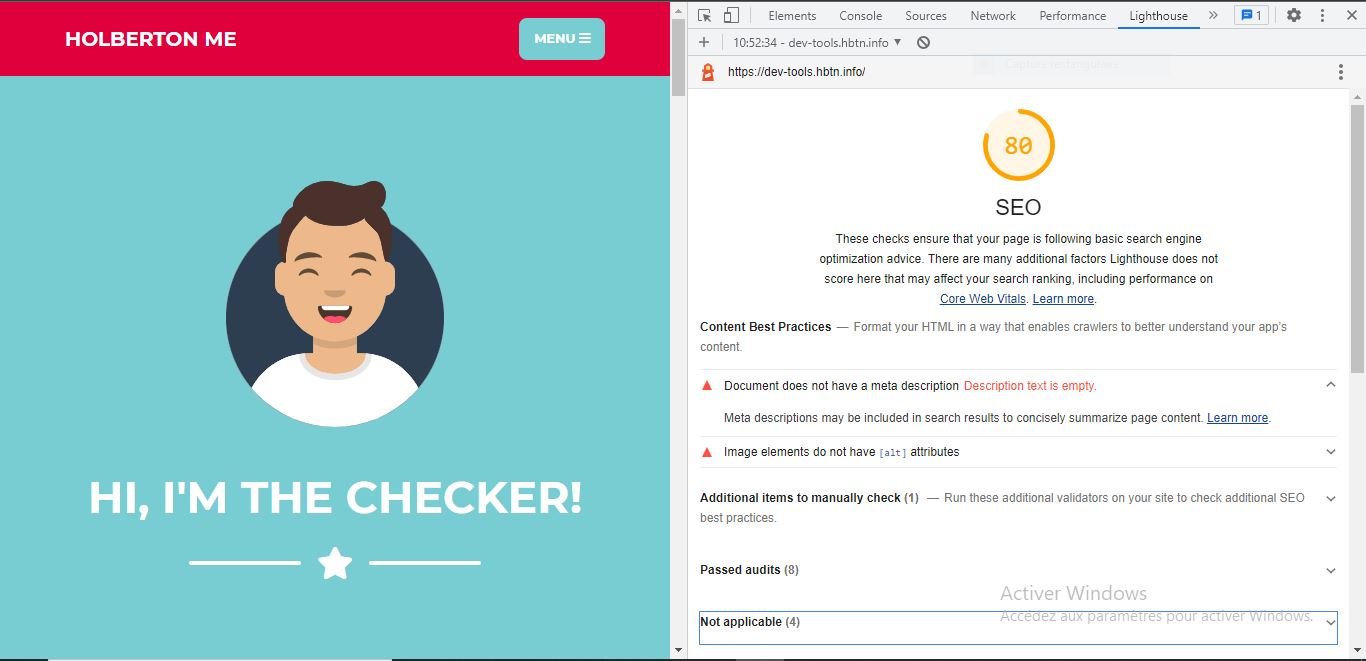 HOLBERTON ME
MENU
HI, I'M THE CHECKER!
Elements Console Sources Network Performance Lighthouse » 1
10:52:34 - dev-tools.hbtn.info
https://dev-tools.hbtn.info/
Capture rectangulaire
80
SEO
These checks ensure that your page is following basic search engine
optimization advice. There are many additional factors Lighthouse does not
score here that may affect your search ranking, including performance on
Core Web Vitals. Learn more.
Content Best Practices — Format your HTML in a way that enables crawlers to better understand your app's
content.
Document does not have a meta description Description text is empty.
Meta descriptions may be included in search results to concisely summarize page content. Learn more.
Image elements do not have [alt] attributes
Additional items to manually check (1) — Run these additional validators on your site to check additional SEO
best practices.
Passed audits (8)
Activer Windows
Accédez aux paramètres pour activer Windows.
Not applicable (4)